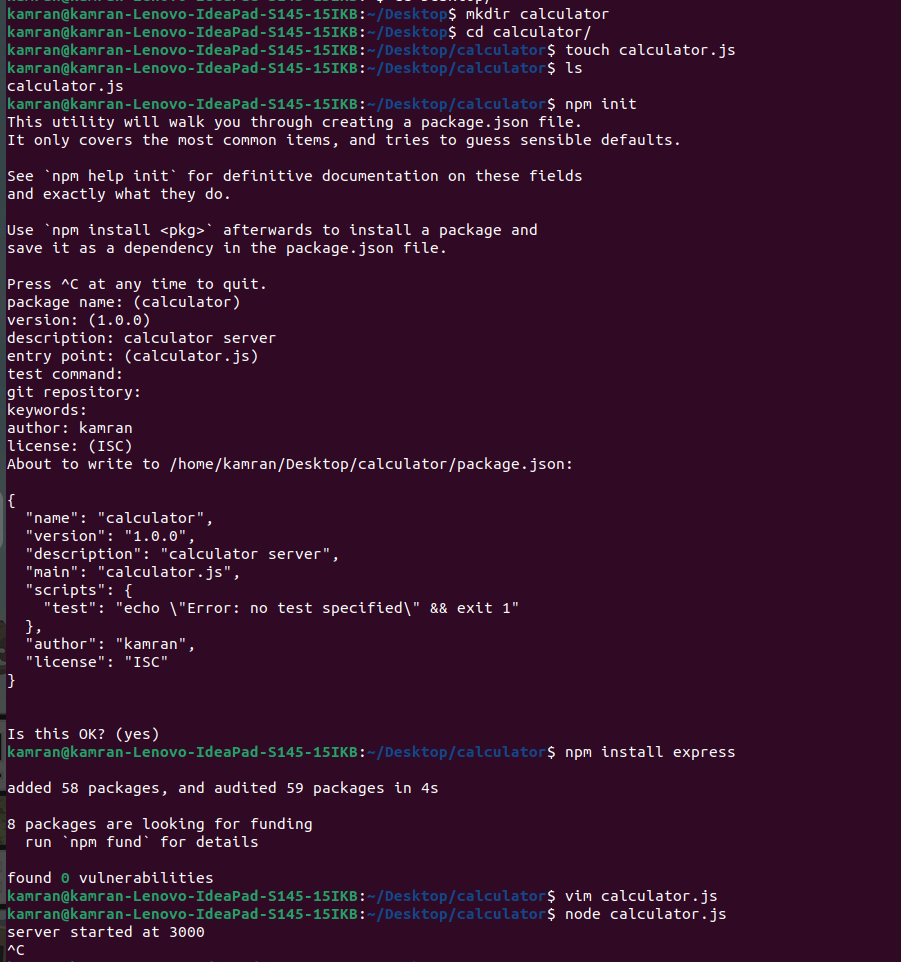 kamran@kamran-Lenovo-IdeaPad-S145-15IKB:~/Desktop$ mkdir calculator
kamran@kamran-Lenovo-IdeaPad-S145-15IKB:~/Desktop$ cd calculator/
kamran@kamran-Lenovo-IdeaPad-S145-15IKB:~/Desktop/calculator$ touch calculator.js
kamran@kamran-Lenovo-IdeaPad-S145-15IKB:~/Desktop/calculator$ ls
calculator.js
kamran@kamran-Lenovo-IdeaPad-S145-15IKB:~/Desktop/calculator$ npm init
This utility will walk you through creating a package.json file.
It only covers the most common items, and tries to guess sensible defaults.
See `npm help init` for definitive documentation on these fields
and exactly what they do.
Use `npm install <pkg>` afterwards to install a package and
save it as a dependency in the package.json file.
Press ^C at any time to quit.
package name: (calculator)
version: (1.0.0)
description: calculator server
entry point: (calculator.js)
test command:
git repository:
keywords:
author: kamran
license: (ISC)
About to write to /home/kamran/Desktop/calculator/package.json:
{
  "name": "calculator",
  "version": "1.0.0",
  "description": "calculator server",
  "main": "calculator.js",
  "scripts": {
    "test": "echo \"Error: no test specified\" && exit 1"
  },
  "author": "kamran",
  "license": "ISC"
}
Is this OK? (yes)
kamran@kamran-Lenovo-IdeaPad-S145-15IKB:~/Desktop/calculator$ npm install express
added 58 packages, and audited 59 packages in 4s
8 packages are looking for funding
  run `npm fund` for details
found 0 vulnerabilities
kamran@kamran-Lenovo-IdeaPad-S145-15IKB:~/Desktop/calculator$ vim calculator.js
kamran@kamran-Lenovo-IdeaPad-S145-15IKB:~/Desktop/calculator$ node calculator.js
server started at 3000
^C